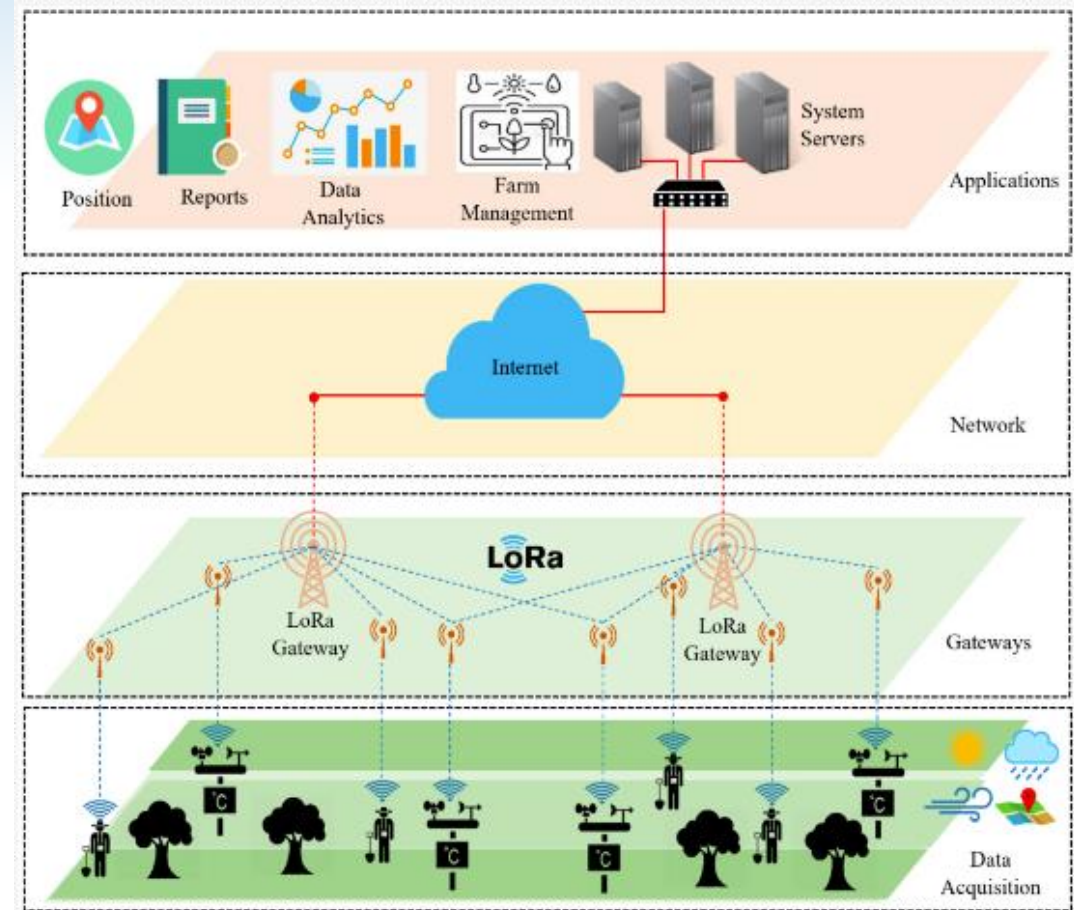 System
Servers
Position
Reports
Data
Analytics
Farm
Management
Applications
Internet
Network
LoRa
LoRa
Gateway
LoRa
Gateway
Gateways
°C
°C
°C
°C
Data
Acquisition